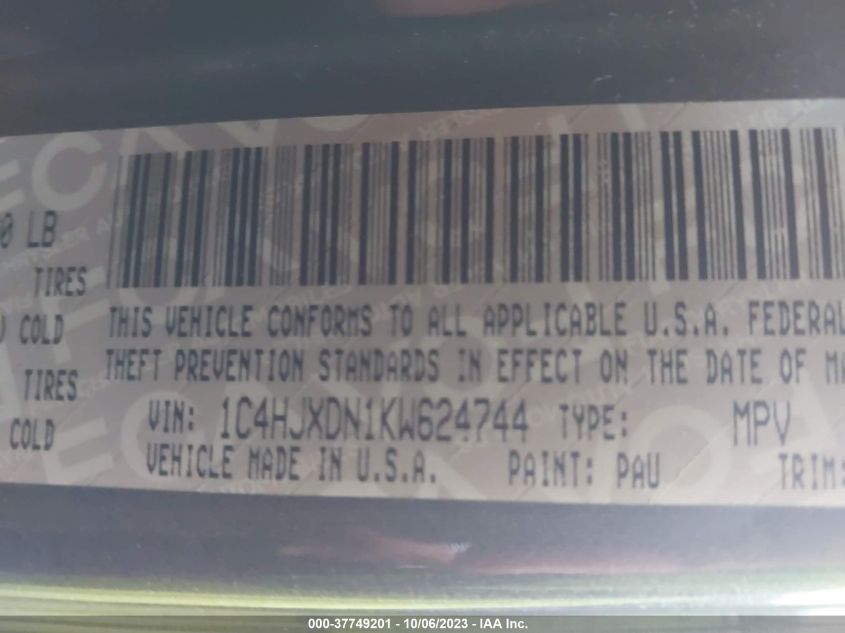 0 LB
TIRES
COLD
TIRES
COLD
THIS VEHICLE CONFORMS TO ALL APPLICABLE U.S.A. FEDERAL
THEFT PREVENTION STANDARDS IN EFFECT ON THE DATE OF MA
VIN: 1C4HJXDN1KW624744 TYPE: MPV
VEHICLE MADE IN U.S.A. PAINT: PAU TRIM:
000-37749201 - 10/06/2023 - IAA Inc.